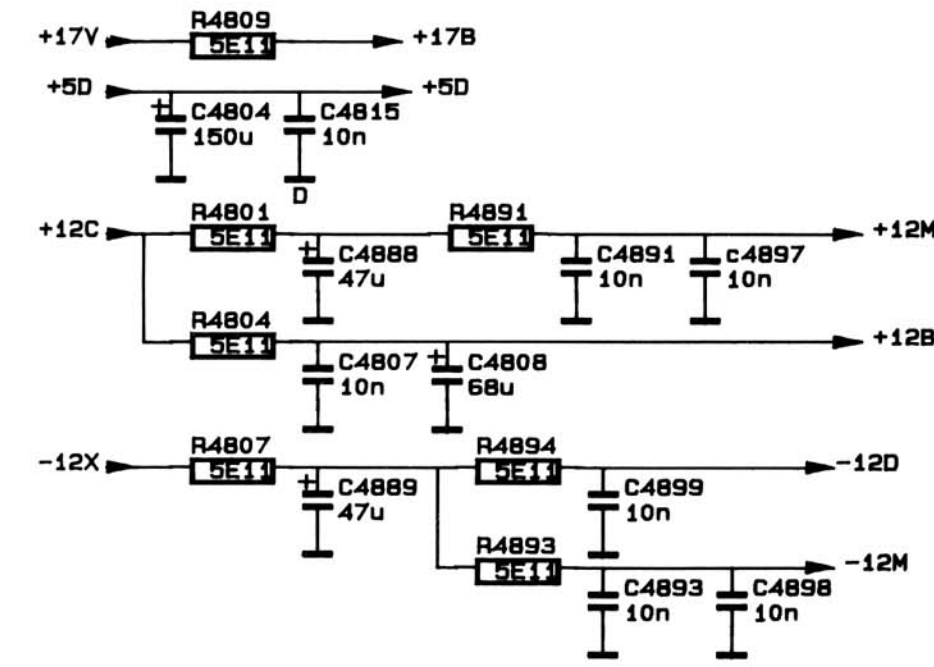 R4809
+17V 5E11 +17B
+5D +5D
+ C4804 C4815
150u 10n
D
R4801 R4891
+12C 5E11 5E11 +12M
+ C4888 C4891 c4897
47u 10n 10n
R4804
5E11 +12B
C4807 + C4808
10n 68u
R4807 R4894
-12X 5E11 5E11 -12D
+ C4889 C4899
47u 10n
R4893
5E11 -12M
C4893 C4898
10n 10n